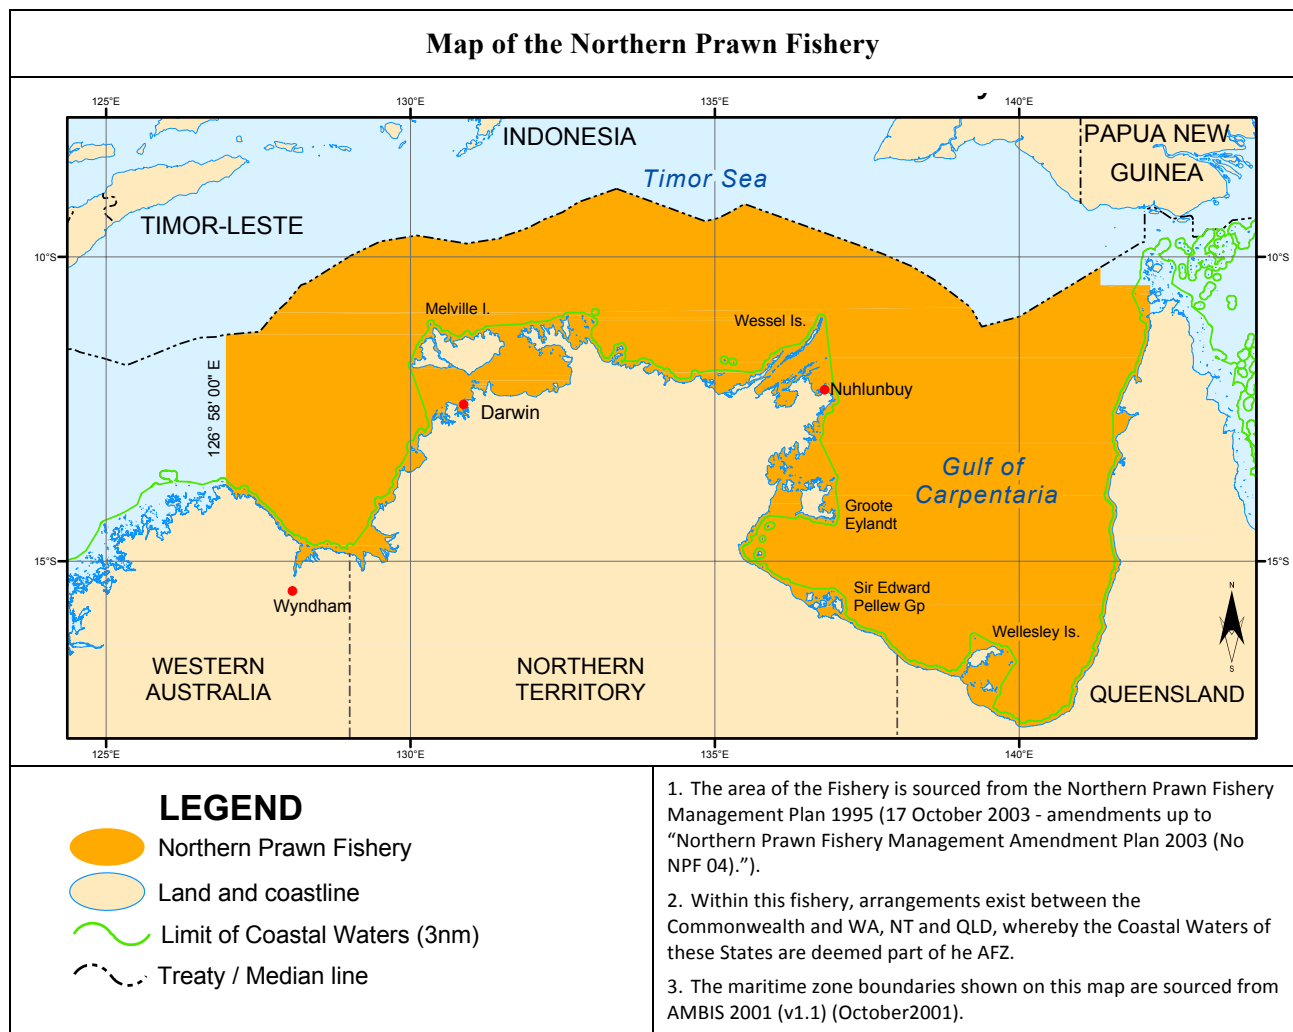 Map of the Northern Prawn Fishery
125°E
130°E
135°E
140°E
INDONESIA
PAPUA NEW
GUINEA
Timor Sea
TIMOR-LESTE
10°S
10°S
Melville I.
Wessel Is.
126° 58' 00" E
Nuhlunbuy
Darwin
Gulf of
Carpentaria
Groote
Eylandt
15°S
15°S
Sir Edward
Pellew Gp
Wyndham
Wellesley Is.
N
S
WESTERN
AUSTRALIA
NORTHERN
TERRITORY
QUEENSLAND
125°E
130°E
135°E
140°E
LEGEND
Northern Prawn Fishery
Land and coastline
Limit of Coastal Waters (3nm)
Treaty / Median line
1. The area of the Fishery is sourced from the Northern Prawn Fishery
Management Plan 1995 (17 October 2003 - amendments up to
“Northern Prawn Fishery Management Amendment Plan 2003 (No
NPF 04).”).
2. Within this fishery, arrangements exist between the
Commonwealth and WA, NT and QLD, whereby the Coastal Waters of
these States are deemed part of he AFZ.
3. The maritime zone boundaries shown on this map are sourced from
AMBIS 2001 (v1.1) (October2001).